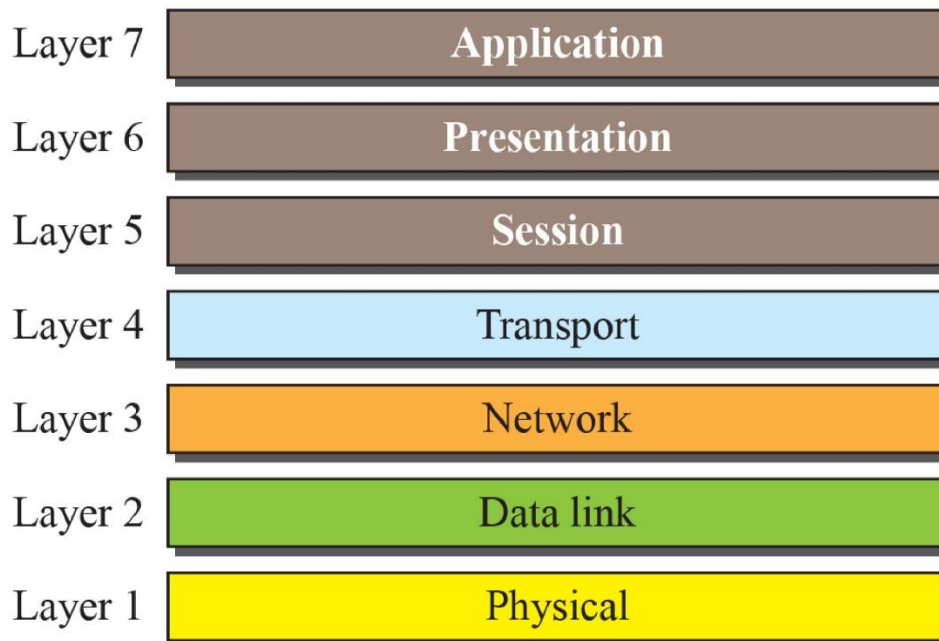 Layer 7 Application
Layer 6 Presentation
Layer 5 Session
Layer 4 Transport
Layer 3 Network
Layer 2 Data link
Layer 1 Physical